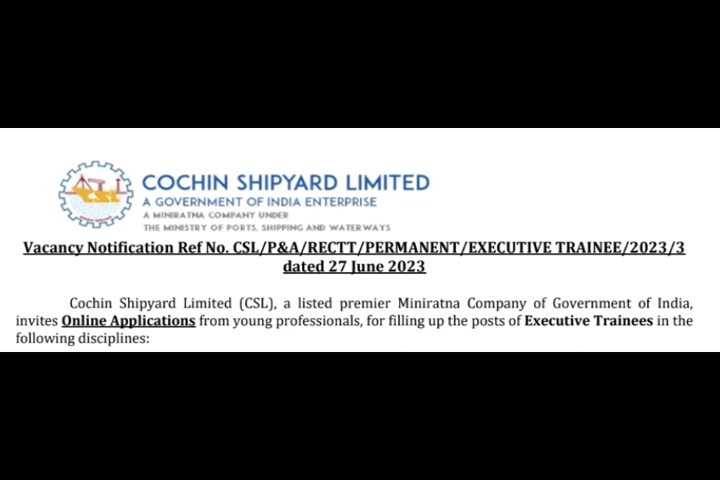 COCHIN SHIPYARD LIMITED
A GOVERNMENT OF INDIA ENTERPRISE
A MINIRATNA COMPANY UNDER
THE MINISTRY OF PORTS, SHIPPING AND WATERWAYS
Vacancy Notification Ref No. CSL/P&A/RECTT/PERMANENT/EXECUTIVE TRAINEE/2023/3
dated 27 June 2023
Cochin Shipyard Limited (CSL), a listed premier Miniratna Company of Government of India,
invites Online Applications from young professionals, for filling up the posts of Executive Trainees in the
following disciplines: